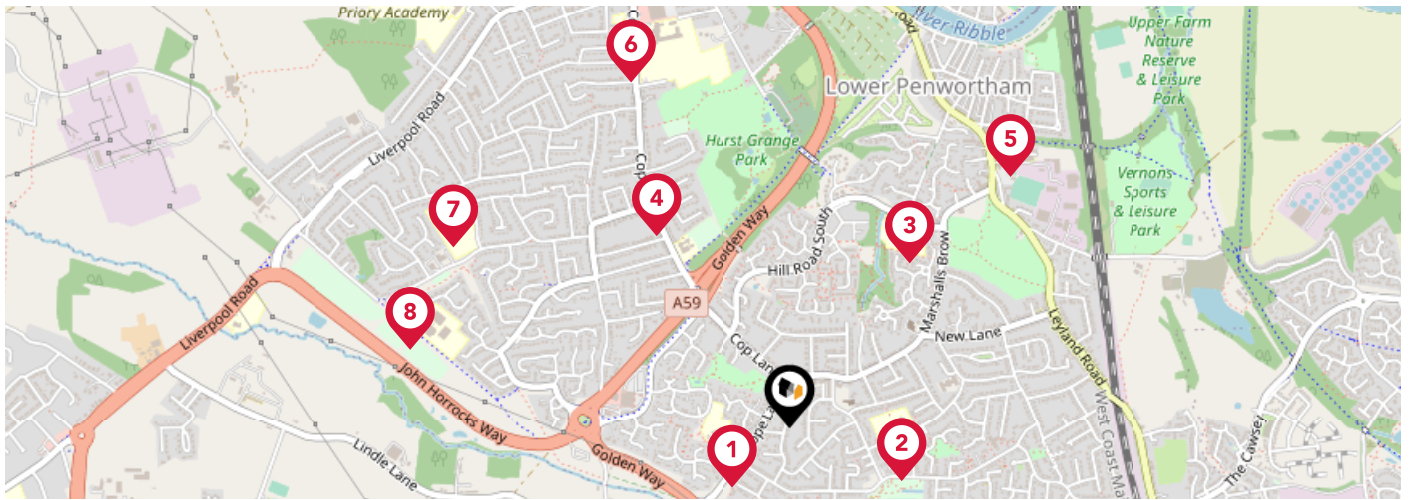 Priory Academy
Road
River Ribble
Upper Farm
Nature
Reserve
& Leisure
Park
6
Lower Penwortham
Liverpool Road
Hurst Grange
Park
5
Cop
4
Vernons
Sports
& Leisure
Park
7
3
Golden Way
Hill Road South
Marshalls Brow
Liverpool Road
8
A59
New Lane
Leyland Road
Cop Lane
John Horrocks Way
West Coast Ma
The Cawsey
Lindle Lane
Golden Way
1
2